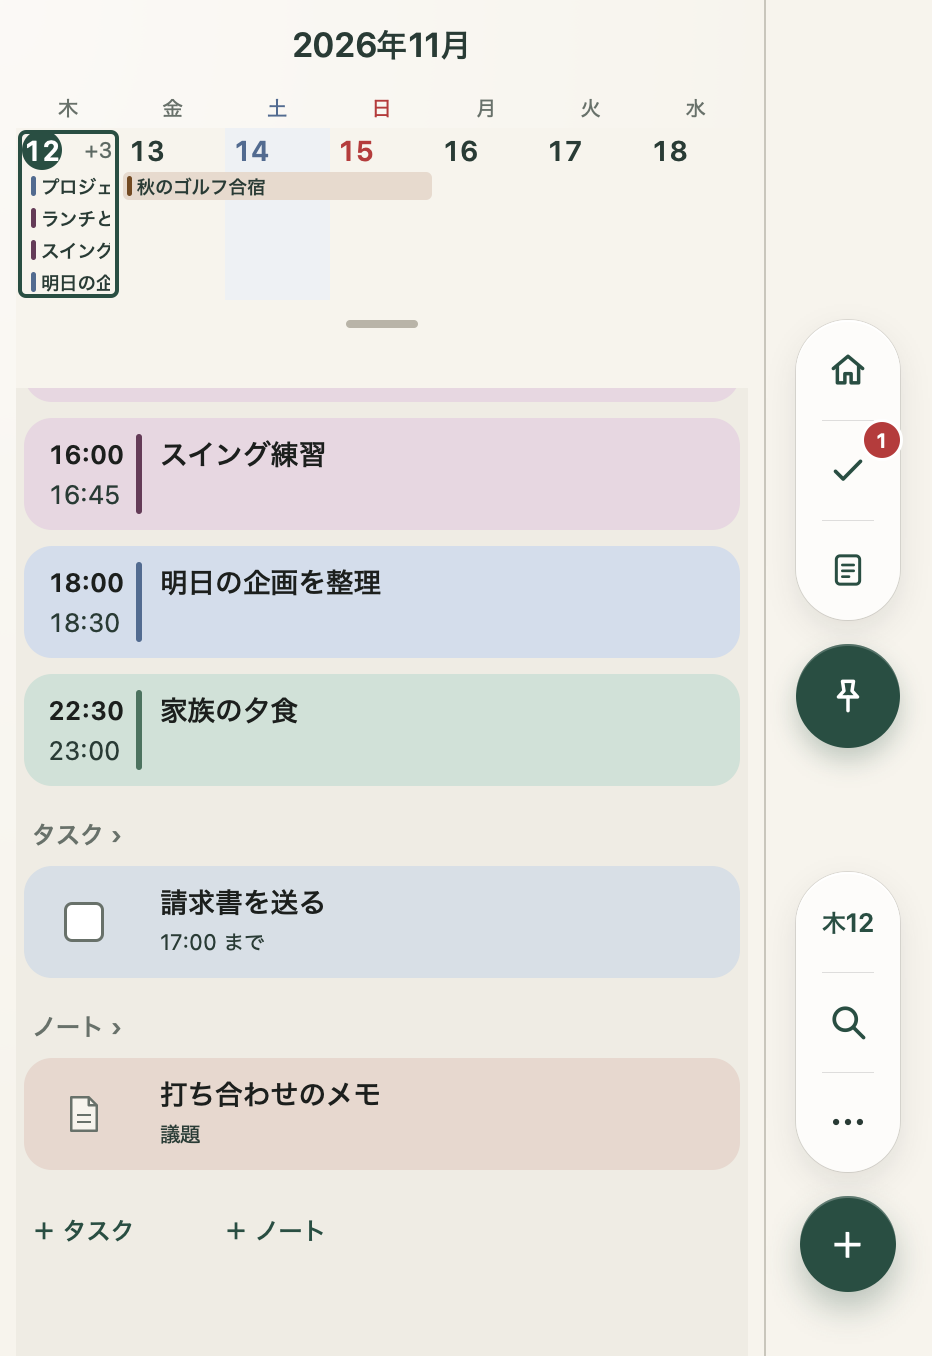 2026年11月
木 金 土 日 月 火 水
12 +3 13 14 15 16 17 18
プロジェ
秋のゴルフ合宿
ランチと
スイング
明日の企
16:00 スイング練習
16:45
18:00 明日の企画を整理
18:30
22:30 家族の夕食
23:00
タスク ›
請求書を送る
17:00 まで
ノート ›
打ち合わせのメモ
議題
+ タスク + ノート
1
木12